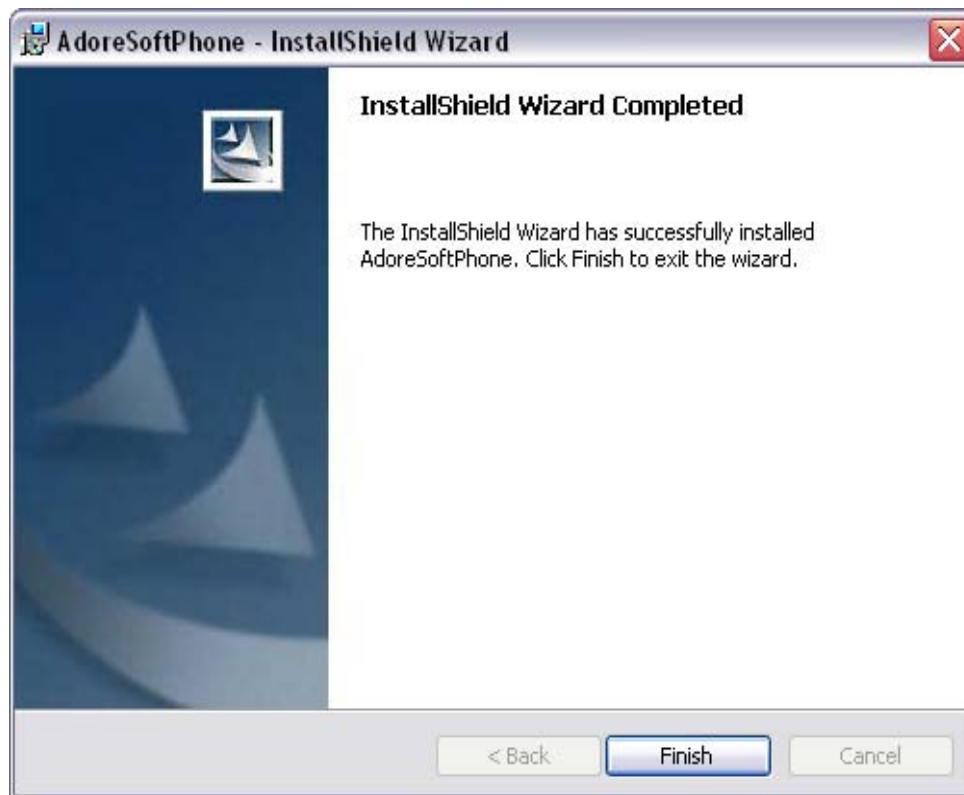 AdoreSoftPhone - InstallShield Wizard
InstallShield Wizard Completed
The InstallShield Wizard has successfully installed
AdoreSoftPhone. Click Finish to exit the wizard.
< Back Finish Cancel